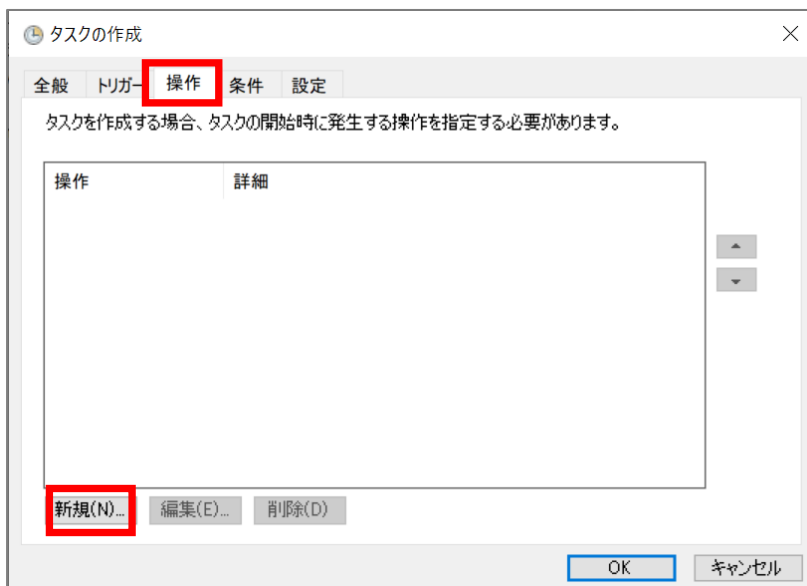 タスクの作成
全般 トリガー 操作 条件 設定
タスクを作成する場合、タスクの開始時に発生する操作を指定する必要があります。
操作 詳細
新規(N)... 編集(E)... 削除(D)
OK キャンセル